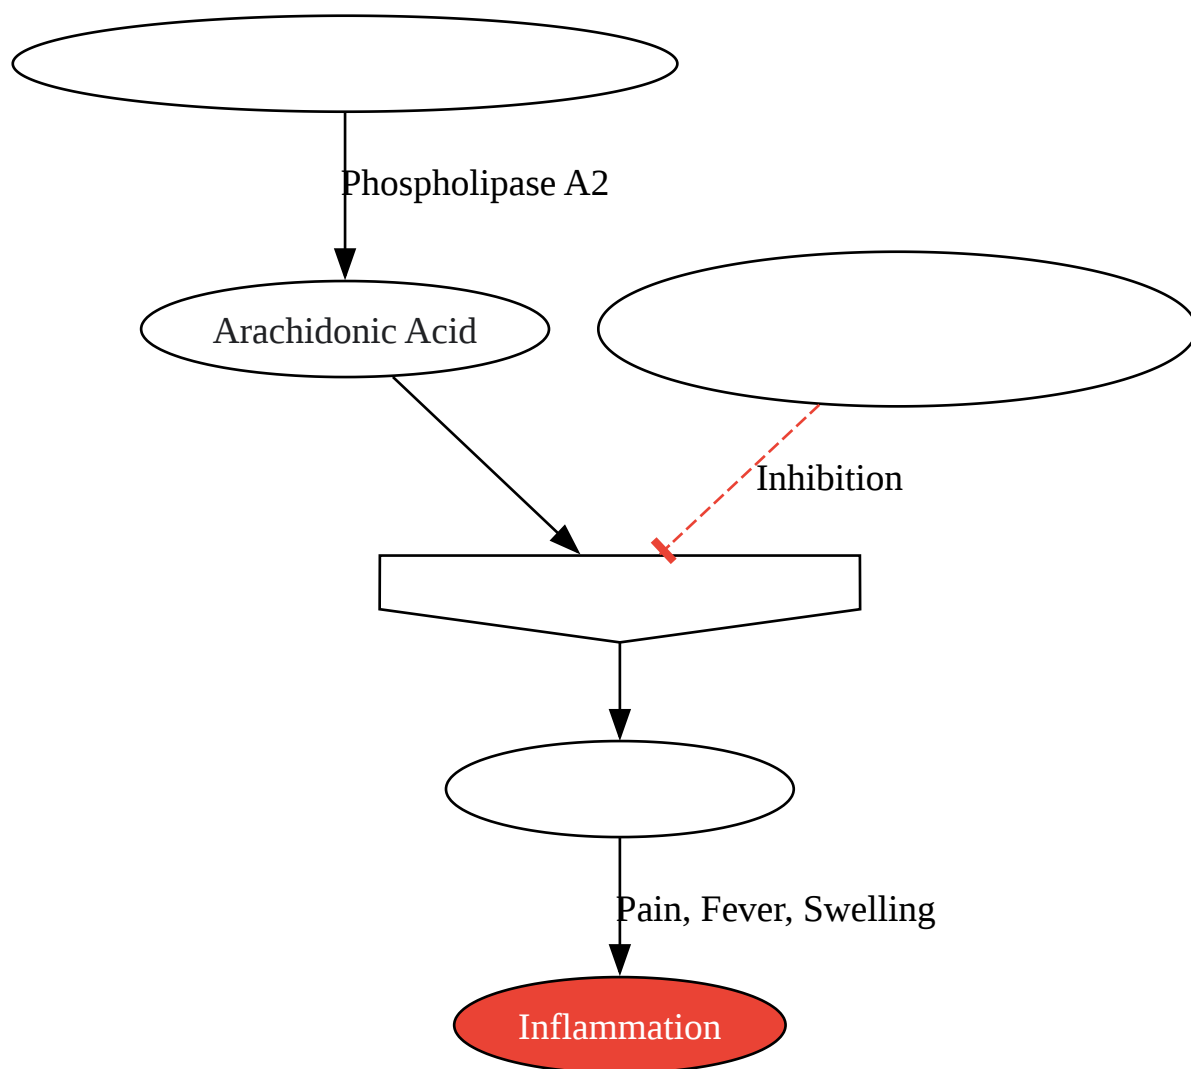 Phospholipase A2
Arachidonic Acid
Inhibition
Pain, Fever, Swelling
Inflammation